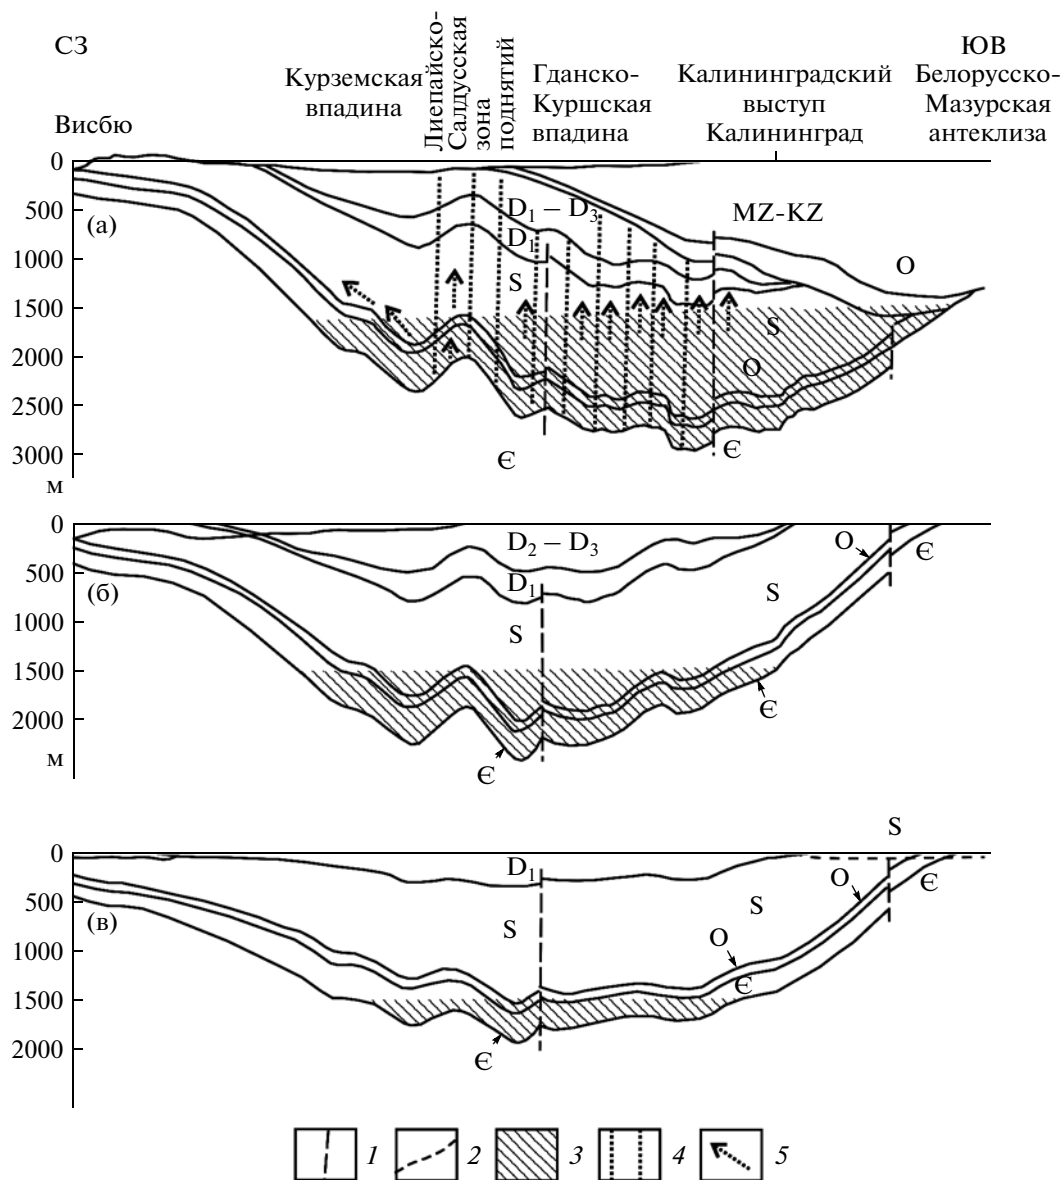 СЗ
ЮВ
Курземская
впадина
Лиепайско-
Салдусская
зона
поднятий
Гданско-
Куршская
впадина
Калининградский
выступ
Калининград
Белорусско-
Мазурская
антеклиза
Висбю
0
500
1000
1500
2000
2500
3000
м
(а)
D1 – D3
D1
S
MZ-KZ
O
S
O
Є
Є
0
500
1000
1500
2000
м
(б)
D2 – D3
D1
S
S
O
Є
Є
Є
S
0
500
1000
1500
2000
(в)
D1
S
S
O
Є
O
Є
Є
1
2
3
4
5